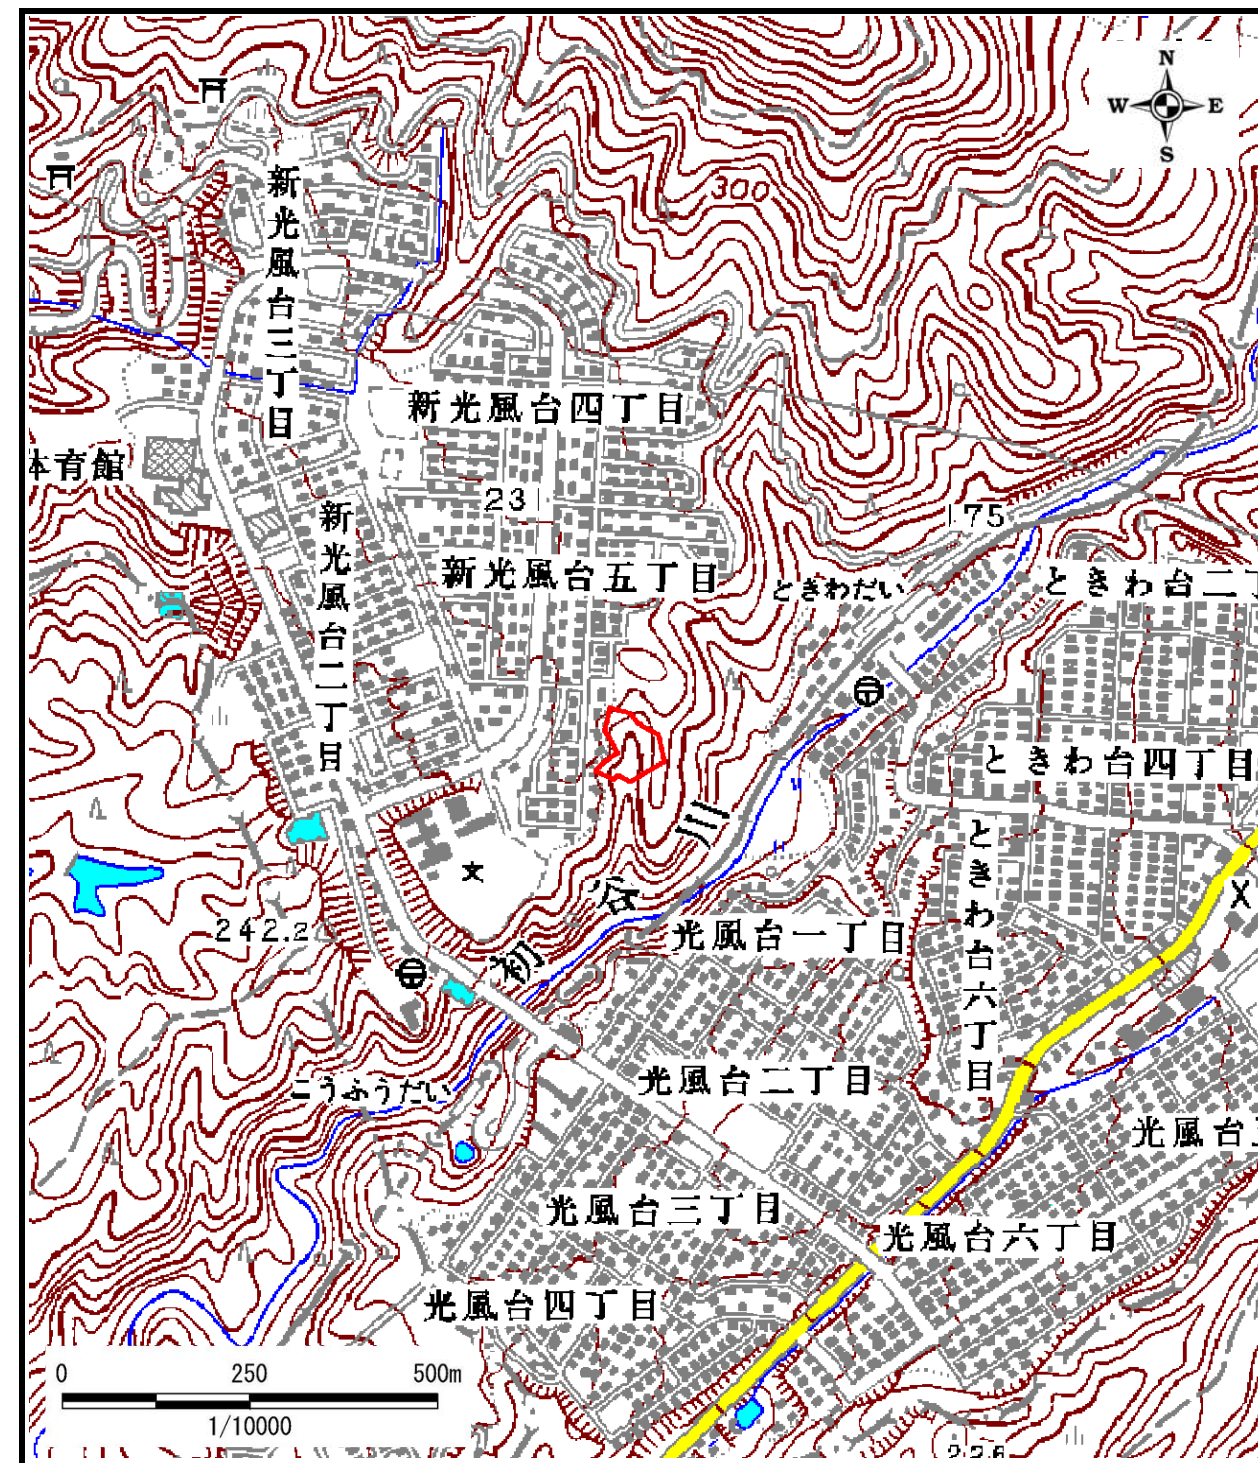 N
W E
S
300
新光風台三丁目
新光風台四丁目
体育館
231
175
新光風台二丁目
新光風台五丁目
ときわだい
ときわ台二丁
ときわ台四丁目
ときわ台六丁目
川
谷
初
文
242.2
光風台一丁目
光風台二丁目
こうふうだい
光風台
光風台三丁目
光風台六丁目
光風台四丁目
0 250 500m
1/10000